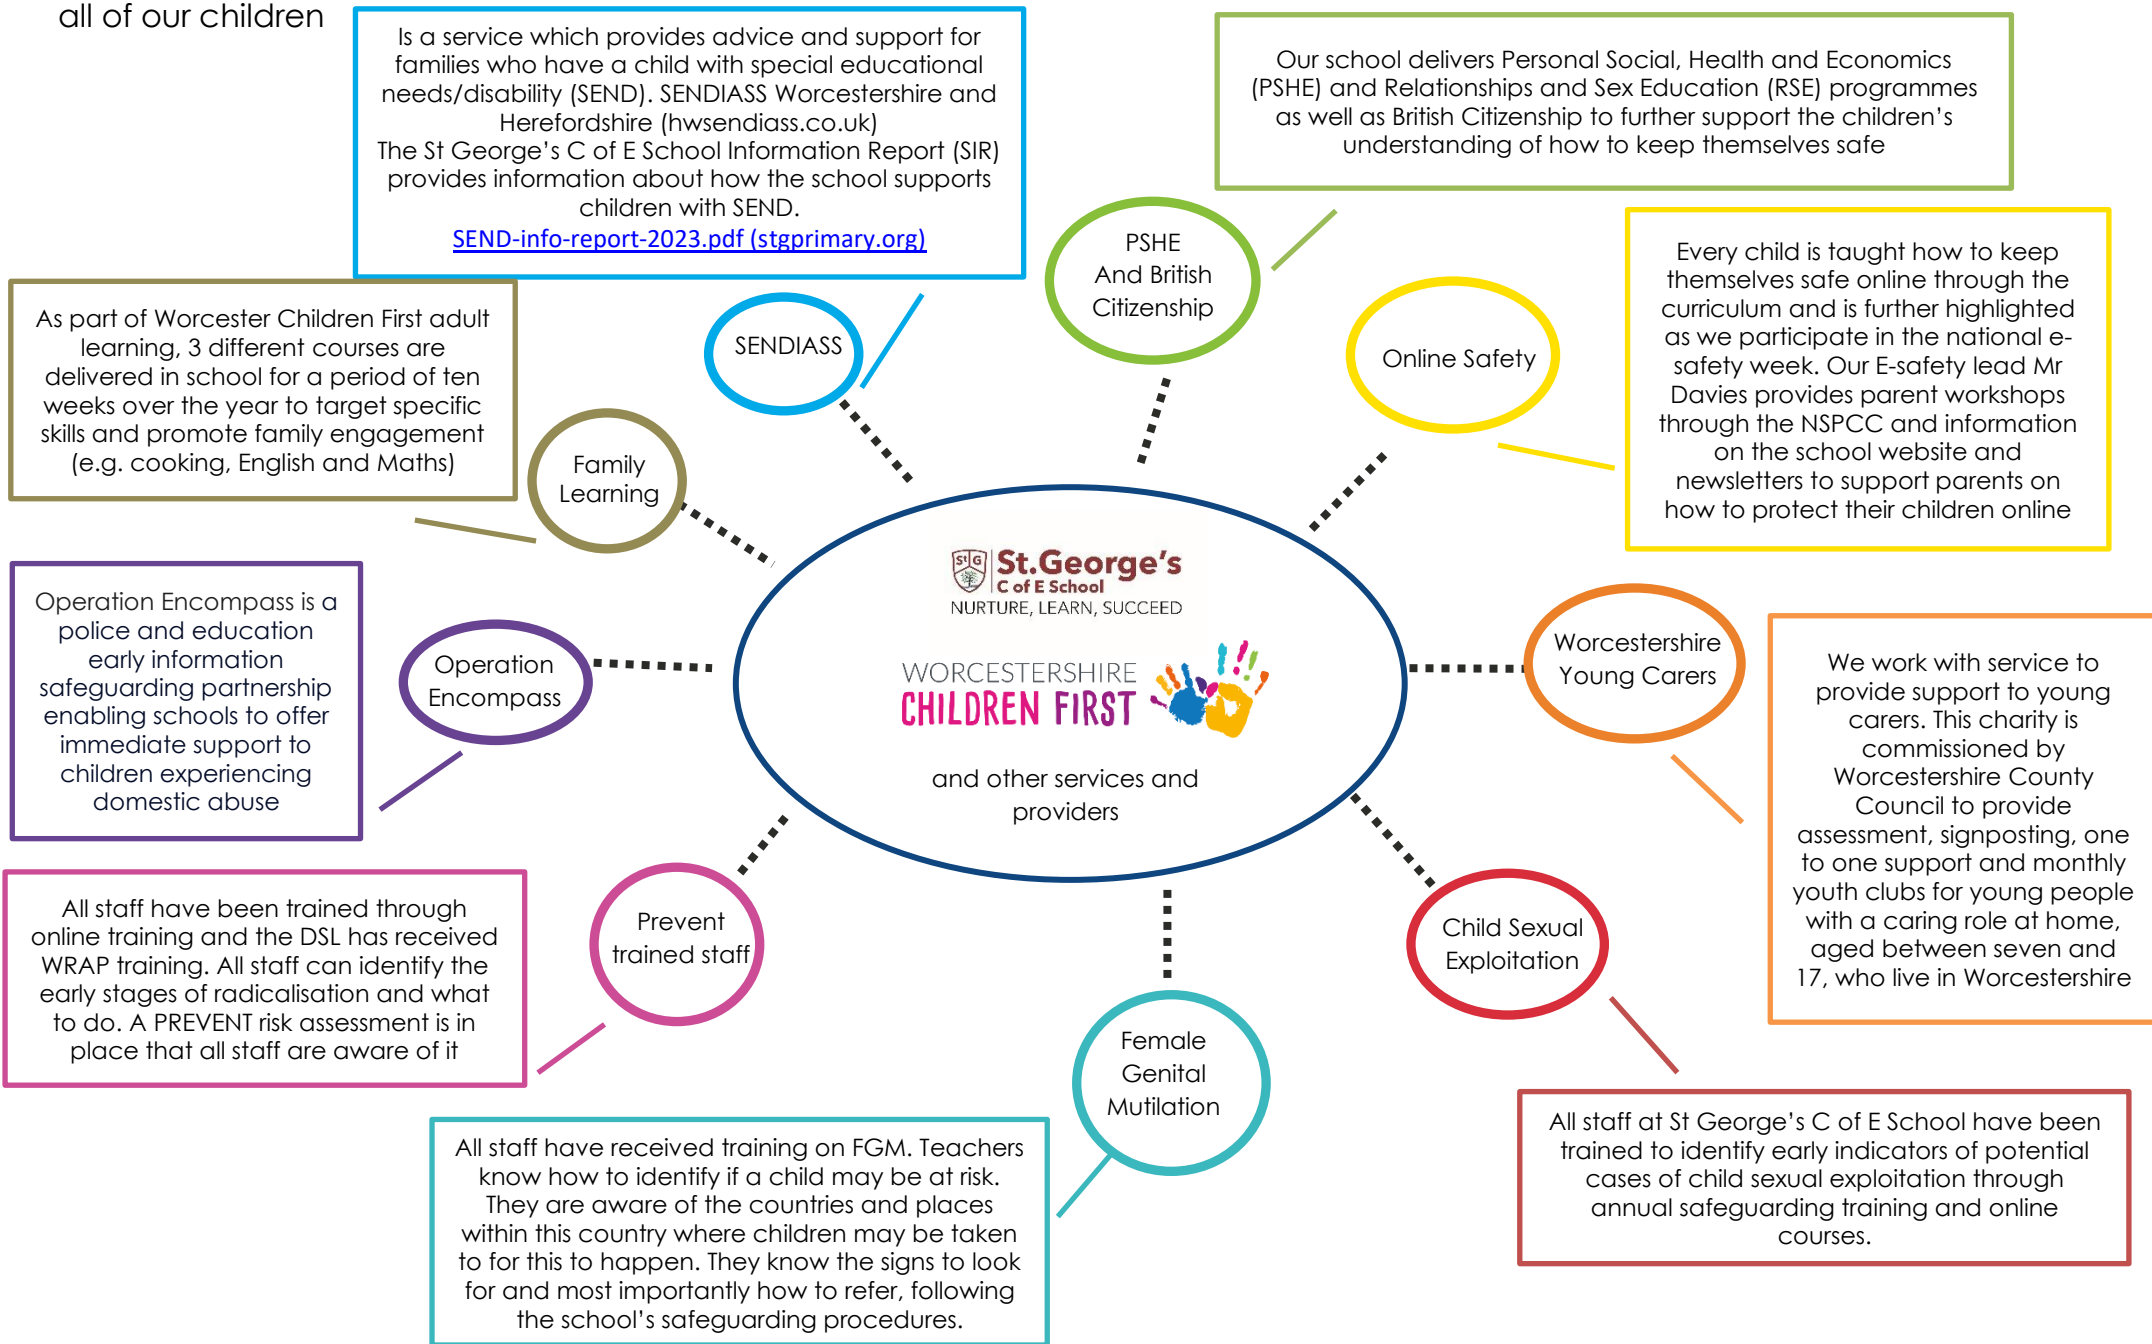 all of our children
Is a service which provides advice and support for
families who have a child with special educational
needs/disability (SEND). SENDIASS Worcestershire and
Herefordshire (hwsendiass.co.uk)
The St George's C of E School Information Report (SIR)
provides information about how the school supports
children with SEND.
SEND-info-report-2023.pdf (stgprimary.org)
Our school delivers Personal Social, Health and Economics
(PSHE) and Relationships and Sex Education (RSE) programmes
as well as British Citizenship to further support the children's
understanding of how to keep themselves safe
PSHE
And British
Citizenship
Every child is taught how to keep
themselves safe online through the
curriculum and is further highlighted
as we participate in the national e-
safety week. Our E-safety lead Mr
Davies provides parent workshops
through the NSPCC and information
on the school website and
newsletters to support parents on
how to protect their children online
As part of Worcester Children First adult
learning, 3 different courses are
delivered in school for a period of ten
weeks over the year to target specific
skills and promote family engagement
(e.g. cooking, English and Maths)
SENDIASS
Online Safety
Family
Learning
St G
St.George's
C of E School
NURTURE, LEARN, SUCCEED
WORCESTERSHIRE
CHILDREN FIRST
and other services and
providers
Operation Encompass is a
police and education
early information
safeguarding partnership
enabling schools to offer
immediate support to
children experiencing
domestic abuse
Operation
Encompass
Worcestershire
Young Carers
We work with service to
provide support to young
carers. This charity is
commissioned by
Worcestershire County
Council to provide
assessment, signposting, one
to one support and monthly
youth clubs for young people
with a caring role at home,
aged between seven and
17, who live in Worcestershire
All staff have been trained through
online training and the DSL has received
WRAP training. All staff can identify the
early stages of radicalisation and what
to do. A PREVENT risk assessment is in
place that all staff are aware of it
Prevent
trained staff
Child Sexual
Exploitation
Female
Genital
Mutilation
All staff have received training on FGM. Teachers
know how to identify if a child may be at risk.
They are aware of the countries and places
within this country where children may be taken
to for this to happen. They know the signs to look
for and most importantly how to refer, following
the school's safeguarding procedures.
All staff at St George's C of E School have been
trained to identify early indicators of potential
cases of child sexual exploitation through
annual safeguarding training and online
courses.